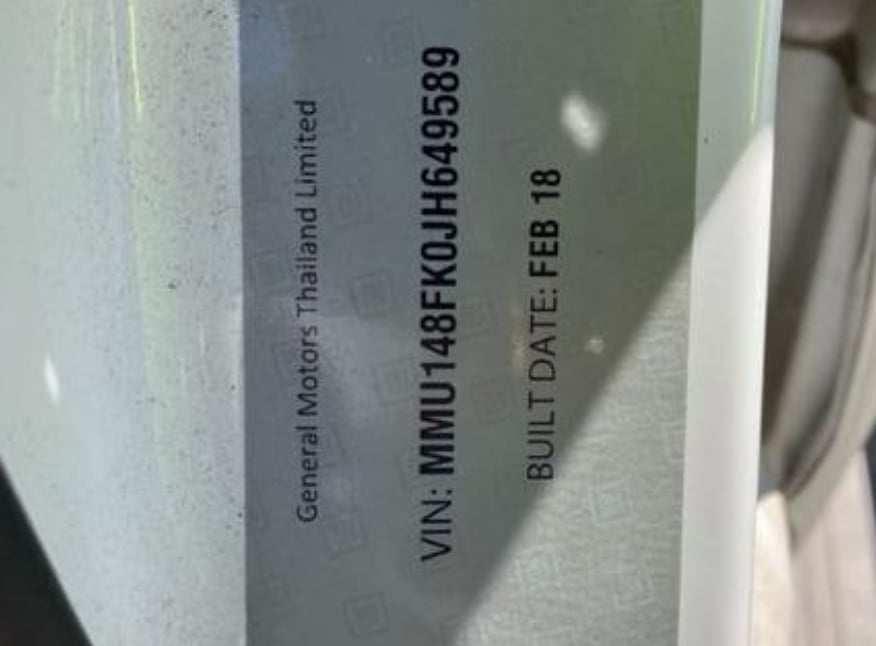 General Motors Thailand Limited
VIN: MMU148FK0JH649589
BUILT DATE: FEB 18